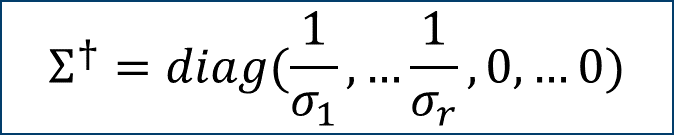 Σ† = diag(1/σ₁, … 1/σᵣ, 0, … 0)